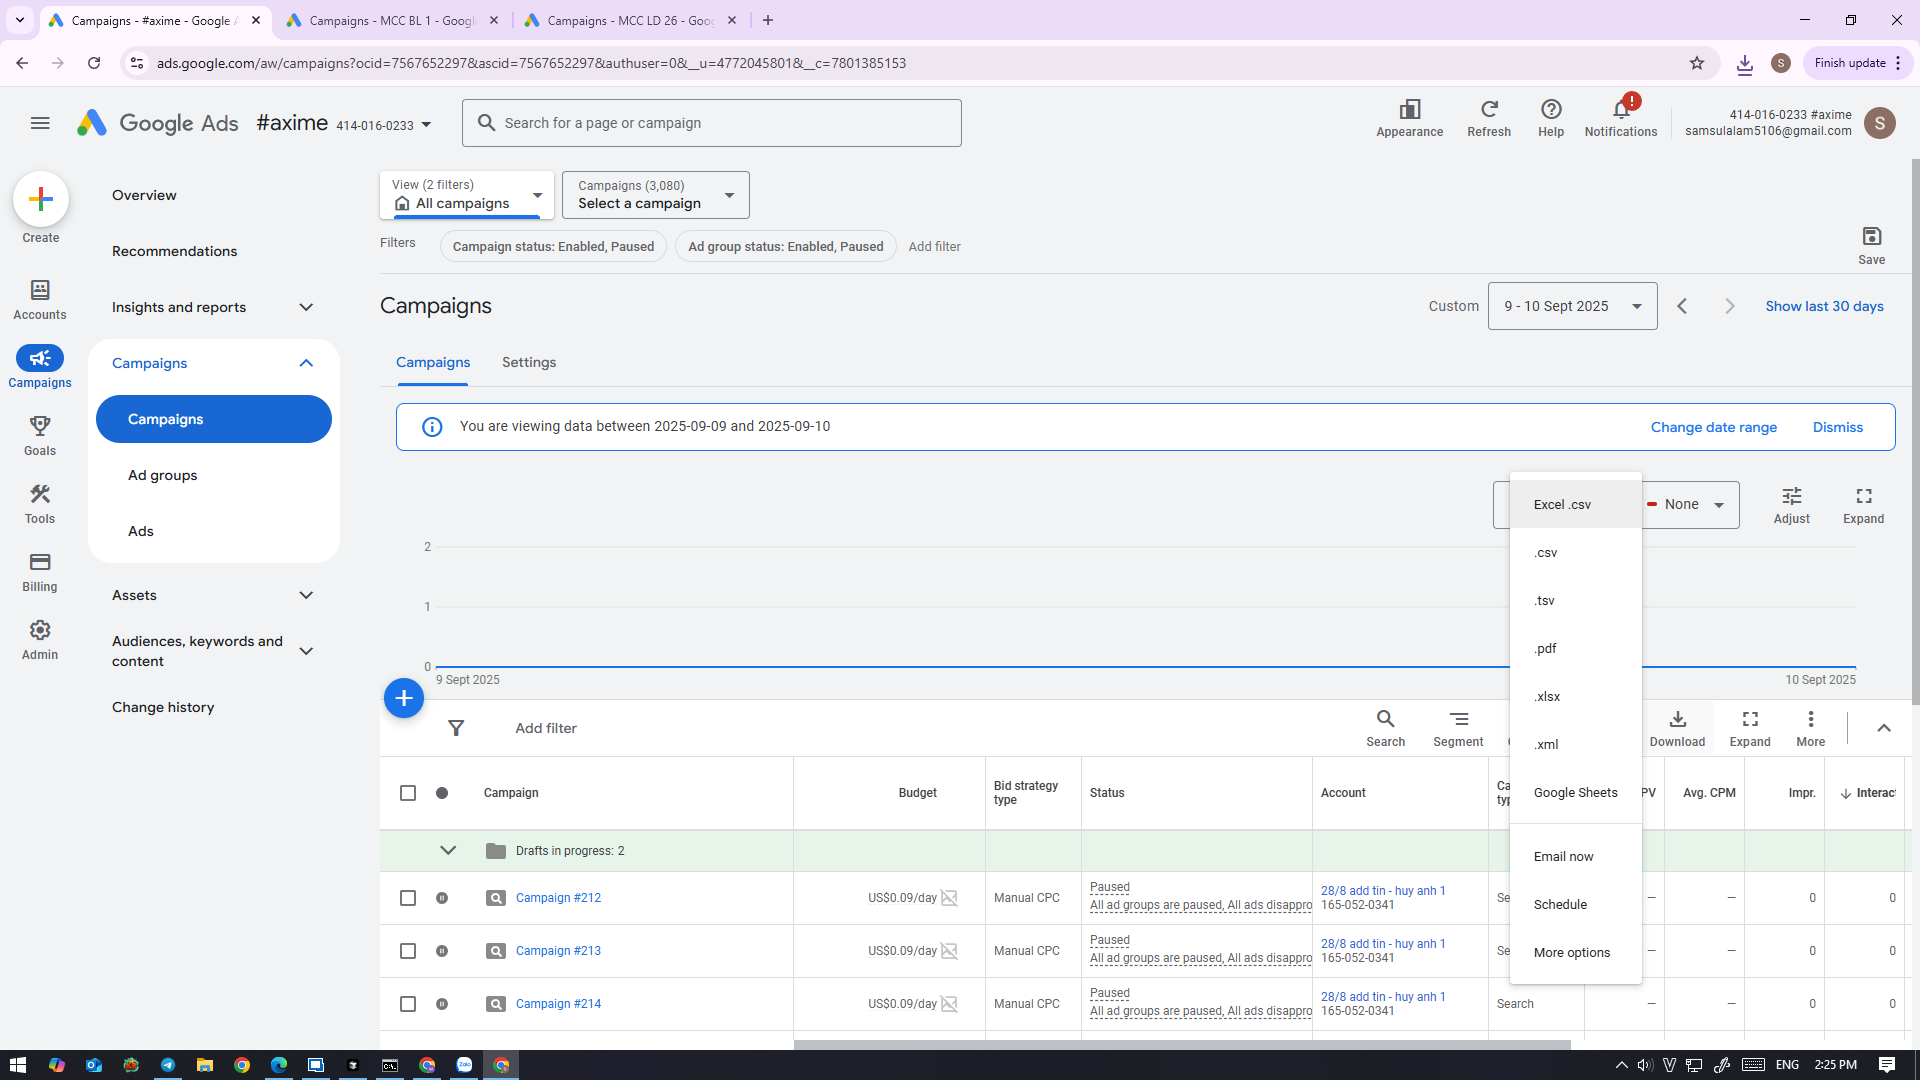 Campaigns - #axime - Google A
Campaigns - MCC BL 1 - Googl
Campaigns - MCC LD 26 - Goo
ads.google.com/aw/campaigns?ocid=7567652297&ascid=7567652297&authuser=0&__u=4772045801&__c=7801385153
S
Finish update
Google Ads
#axime 414-016-0233
Search for a page or campaign
Appearance
Refresh
Help
!
Notifications
414-016-0233 #axime
samsulalam5106@gmail.com
S
Create
Accounts
Campaigns
Goals
Tools
Billing
Admin
Overview
Recommendations
Insights and reports
Campaigns
Campaigns
Ad groups
Ads
Assets
Audiences, keywords and
content
Change history
View (2 filters)
All campaigns
Campaigns (3,080)
Select a campaign
Filters
Campaign status: Enabled, Paused
Ad group status: Enabled, Paused
Add filter
Save
Campaigns
Custom
9 - 10 Sept 2025
Show last 30 days
Campaigns
Settings
You are viewing data between 2025-09-09 and 2025-09-10
Change date range
Dismiss
None
Adjust
Expand
2
1
0
9 Sept 2025
10 Sept 2025
Excel .csv
.csv
.tsv
.pdf
.xlsx
.xml
Google Sheets
Email now
Schedule
More options
Add filter
Search
Segment
Download
Expand
More
Campaign
Budget
Bid strategy
type
Status
Account
Ca
typ
PV
Avg. CPM
Impr.
Interac
Drafts in progress: 2
Campaign #212
US$0.09/day
Manual CPC
Paused
All ad groups are paused, All ads disappro
28/8 add tin - huy anh 1
165-052-0341
Se
—
—
0
0
Campaign #213
US$0.09/day
Manual CPC
Paused
All ad groups are paused, All ads disappro
28/8 add tin - huy anh 1
165-052-0341
Se
—
—
0
0
Campaign #214
US$0.09/day
Manual CPC
Paused
All ad groups are paused, All ads disappro
28/8 add tin - huy anh 1
165-052-0341
Search
—
—
0
0
Zalo
ENG
2:25 PM